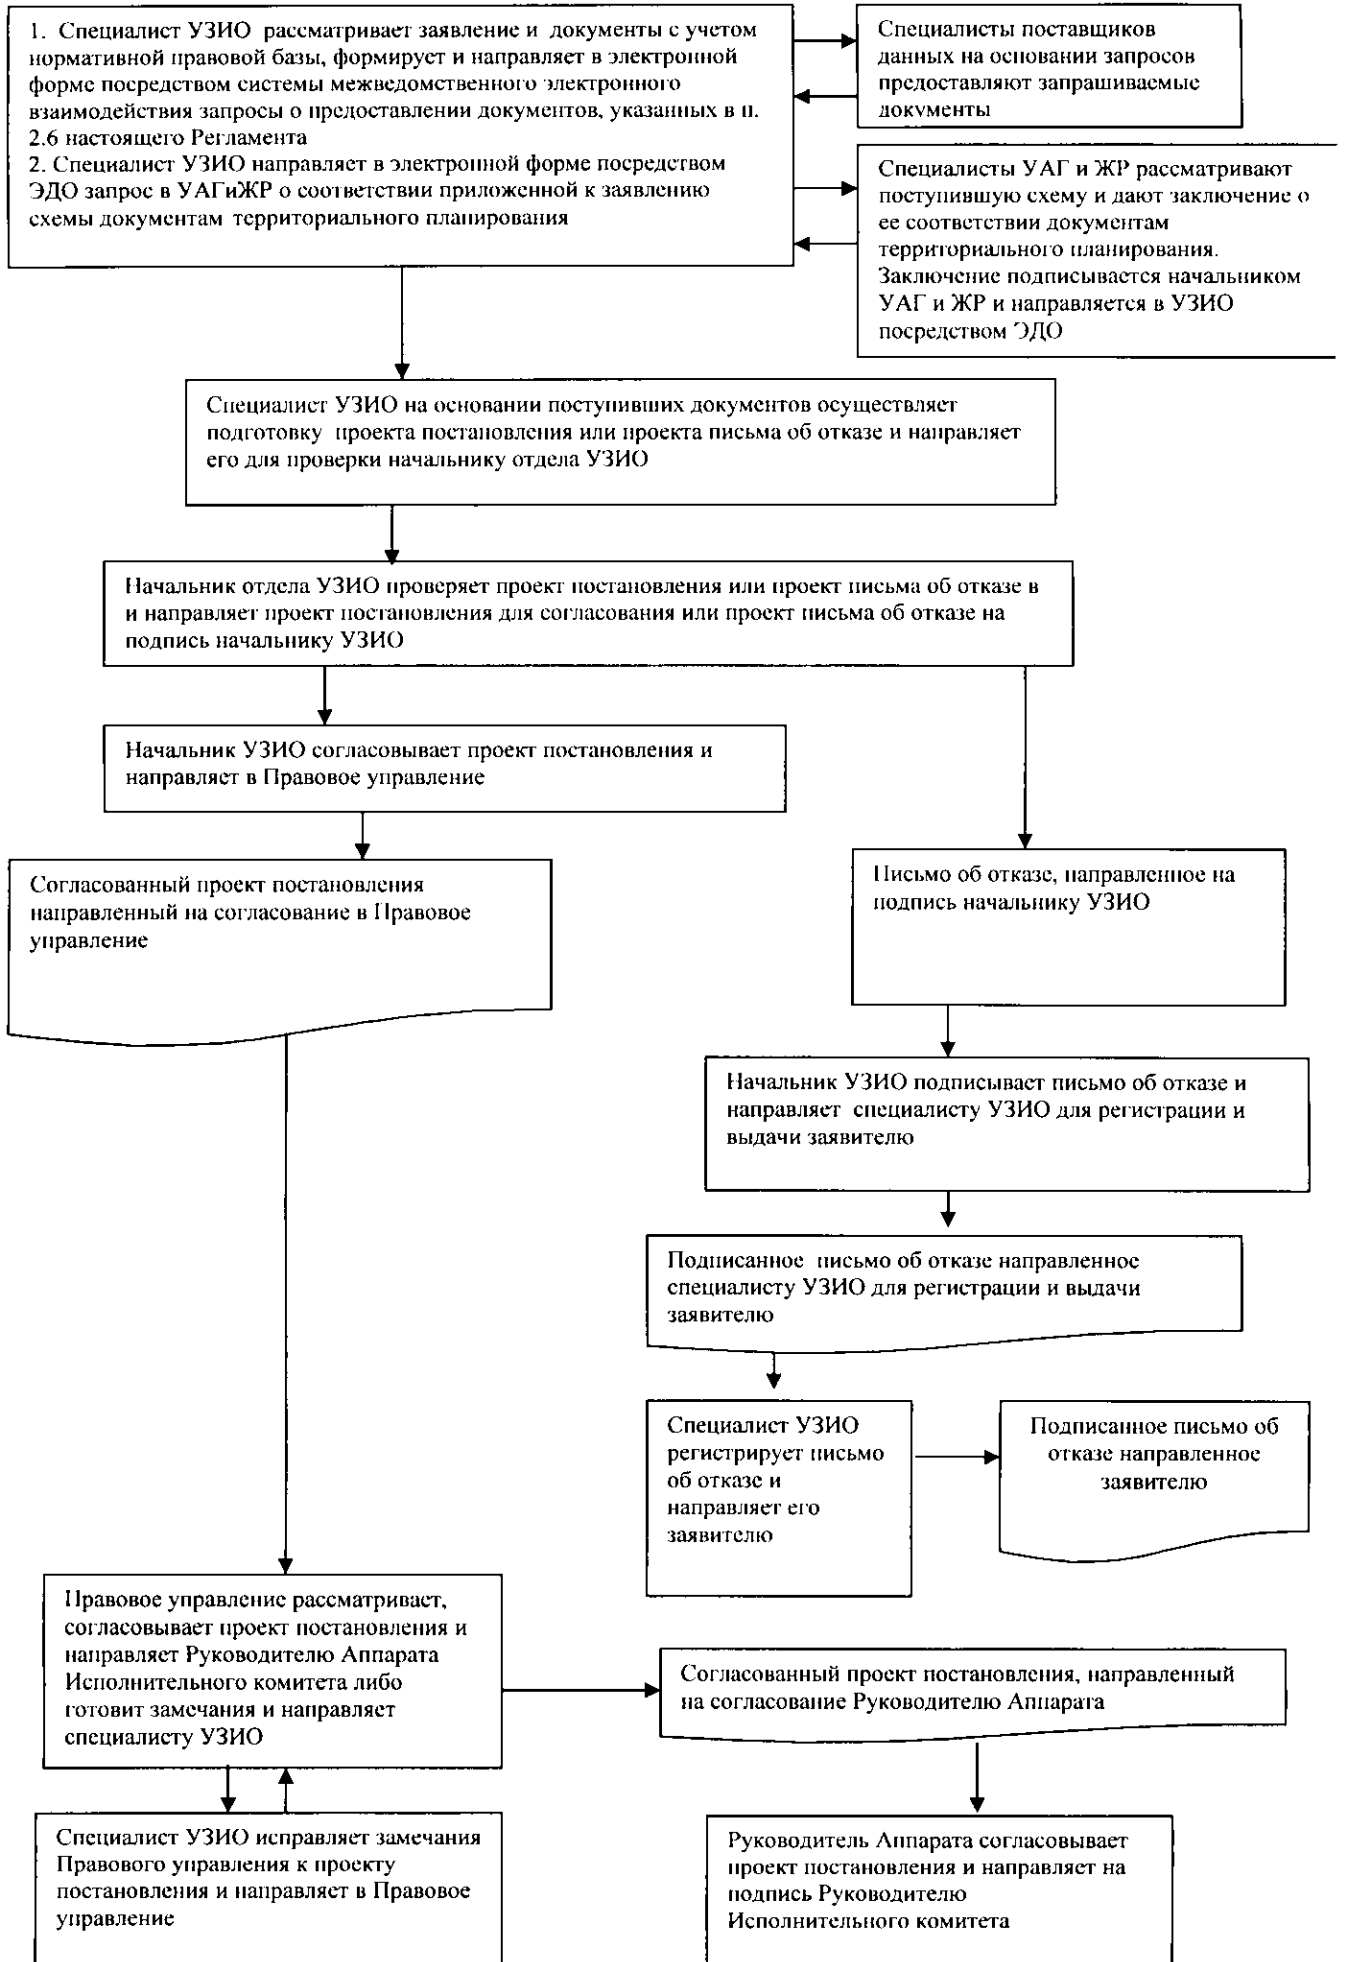 1. Специалист УЗИО рассматривает заявление и документы с учетом
нормативной правовой базы, формирует и направляет в электронной
форме посредством системы межведомственного электронного
взаимодействия запросы о предоставлении документов, указанных в п.
2.6 настоящего Регламента
2. Специалист УЗИО направляет в электронной форме посредством
ЭДО запрос в УАГиЖР о соответствии приложенной к заявлению
схемы документам территориального планирования
Специалисты поставщиков
данных на основании запросов
предоставляют запрашиваемые
документы
Специалисты УАГ и ЖР рассматривают
поступившую схему и дают заключение о
ее соответствии документам
территориального планирования.
Заключение подписывается начальником
УАГ и ЖР и направляется в УЗИО
посредством ЭДО
Специалист УЗИО на основании поступивших документов осуществляет
подготовку проекта постановления или проекта письма об отказе и направляет
его для проверки начальнику отдела УЗИО
Начальник отдела УЗИО проверяет проект постановления или проект письма об отказе в
и направляет проект постановления для согласования или проект письма об отказе на
подпись начальнику УЗИО
Начальник УЗИО согласовывает проект постановления и
направляет в Правовое управление
Согласованный проект постановления
направленный на согласование в Правовое
управление
Письмо об отказе, направленное на
подпись начальнику УЗИО
Начальник УЗИО подписывает письмо об отказе и
направляет специалисту УЗИО для регистрации и
выдачи заявителю
Подписанное письмо об отказе направленное
специалисту УЗИО для регистрации и выдачи
заявителю
Специалист УЗИО
регистрирует письмо
об отказе и
направляет его
заявителю
Подписанное письмо об
отказе направленное
заявителю
Правовое управление рассматривает,
согласовывает проект постановления и
направляет Руководителю Аппарата
Исполнительного комитета либо
готовит замечания и направляет
специалисту УЗИО
Согласованный проект постановления, направленный
на согласование Руководителю Аппарата
Специалист УЗИО исправляет замечания
Правового управления к проекту
постановления и направляет в Правовое
управление
Руководитель Аппарата согласовывает
проект постановления и направляет на
подпись Руководителю
Исполнительного комитета